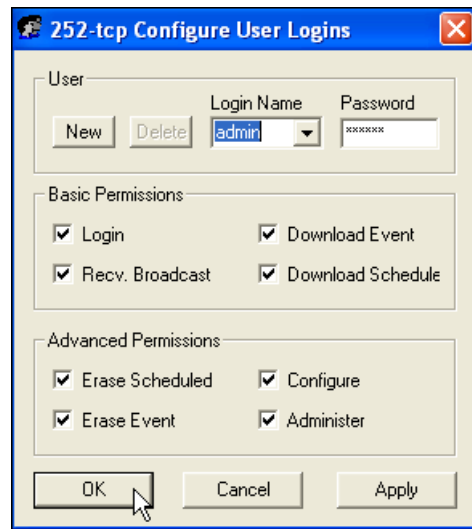 252-tcp Configure User Logins
User
Login Name Password
New Delete admin ××××××
Basic Permissions
Login Download Event
Recv. Broadcast Download Schedule
Advanced Permissions
Erase Scheduled Configure
Erase Event Administer
OK Cancel Apply